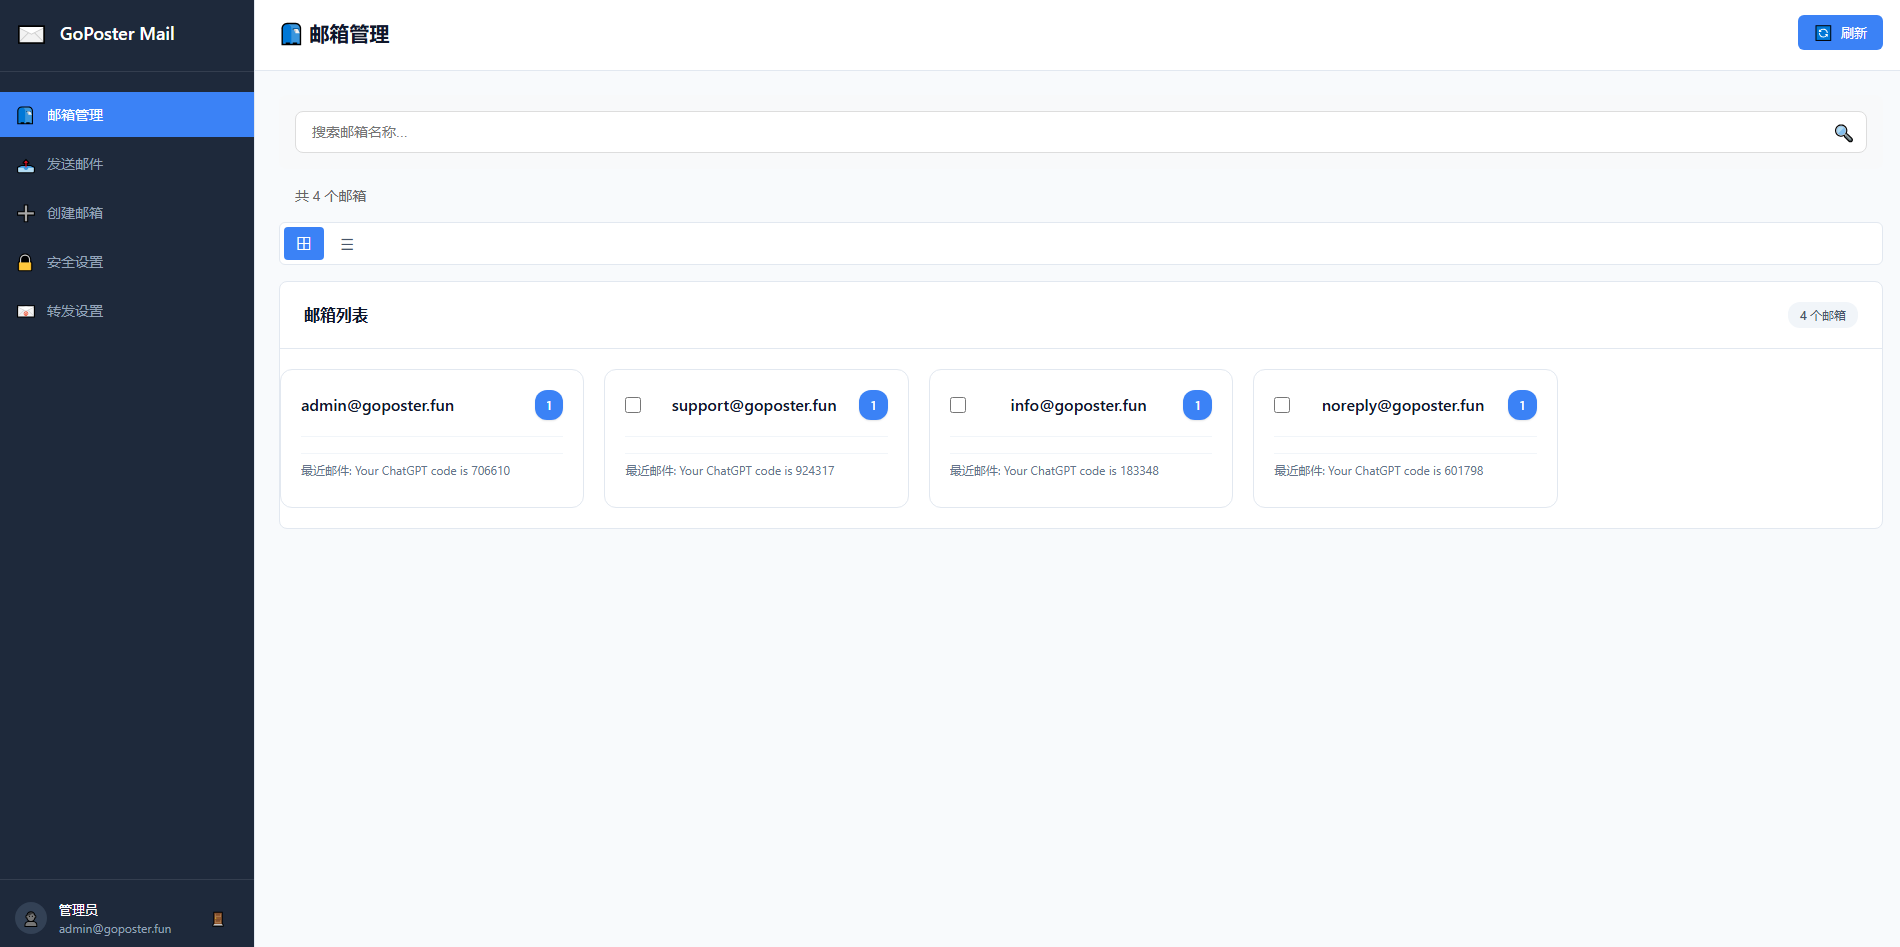 GoPoster Mail
邮箱管理
发送邮件
创建邮箱
安全设置
转发设置
管理员
admin@goposter.fun
邮箱管理
刷新
搜索邮箱名称...
共 4 个邮箱
邮箱列表
4 个邮箱
admin@goposter.fun 1
最近邮件: Your ChatGPT code is 706610
support@goposter.fun 1
最近邮件: Your ChatGPT code is 924317
info@goposter.fun 1
最近邮件: Your ChatGPT code is 183348
noreply@goposter.fun 1
最近邮件: Your ChatGPT code is 601798